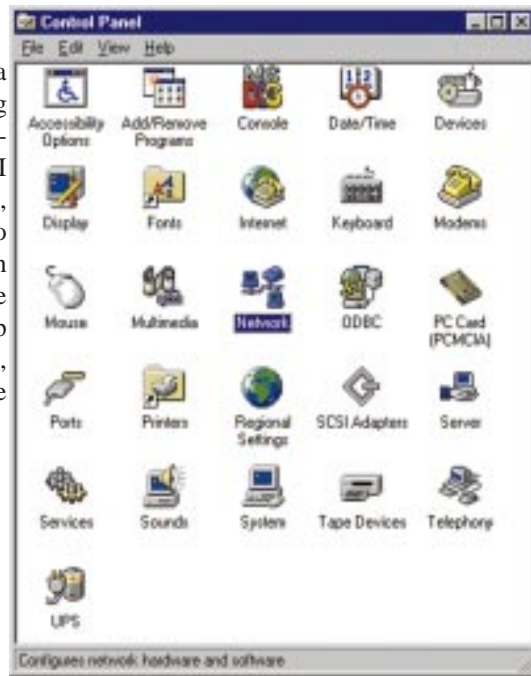 Control Panel
File Edit View Help
Accessibility Options
Add/Remove Programs
Console
Date/Time
Devices
Display
Fonts
Internet
Keyboard
Modems
Mouse
Multimedia
Network
ODBC
PC Card (PCMCIA)
Ports
Printers
Regional Settings
SCSI Adapters
Server
Services
Sounds
System
Tape Devices
Telephony
UPS
Configures network hardware and software